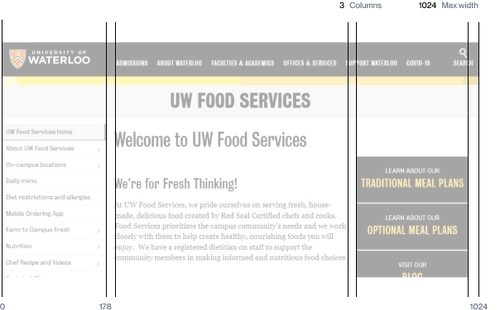 3 Columns 1024 Max width
UNIVERSITY OF
WATERLOO
ADMISSIONS ABOUT WATERLOO FACULTIES & ACADEMICS OFFICES & SERVICES SUPPORT WATERLOO COVID-19 SEARCH
UW FOOD SERVICES
UW Food Services home
About UW Food Services
On-campus locations
Daily menu
Diet restrictions and allergies
Mobile Ordering App
Farm to Campus Fresh
Nutrition
Chef Recipe and Videos
Welcome to UW Food Services
We're for Fresh Thinking!
At UW Food Services, we pride ourselves on serving fresh, house-
made, delicious food created by Red Seal Certified chefs and cooks.
Food Services prioritizes the campus community's needs and we work
closely with them to help create healthy, nourishing foods you will
enjoy. We have a registered dietitian on staff to support the
community members in making informed and nutritious food choices.
LEARN ABOUT OUR
TRADITIONAL MEAL PLANS
LEARN ABOUT OUR
OPTIONAL MEAL PLANS
VISIT OUR
BLOG
0 178 1024